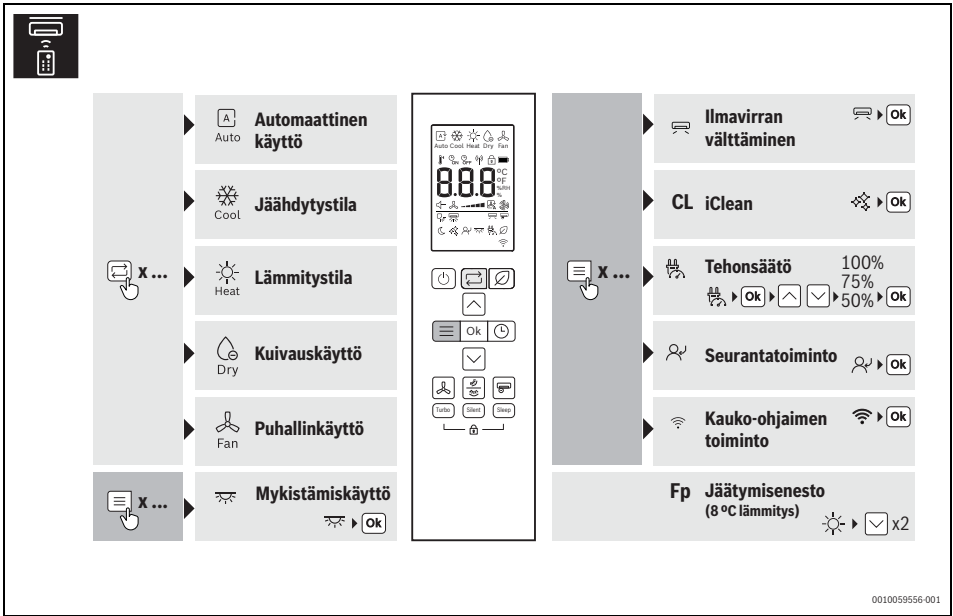 x ...
A
Auto
Automaattinen
käyttö
Cool
Jäähdytystila
Heat
Lämmitystila
Dry
Kuivauskäyttö
Fan
Puhallinkäyttö
x ...
Mykistämiskäyttö
Ok
A
Auto Cool Heat Dry Fan
ON OFF
8.8.8
°C
°F
%RH
%
Ok
Turbo Silent Sleep
x ...
Ilmavirran
välttäminen
Ok
CL iClean
Ok
Tehonsäätö
100%
75%
Ok 50% Ok
Seurantatoiminto
Ok
Kauko-ohjaimen
toiminto
Ok
Fp Jäätymisenesto
(8 °C lämmitys)
x2
0010059556-001